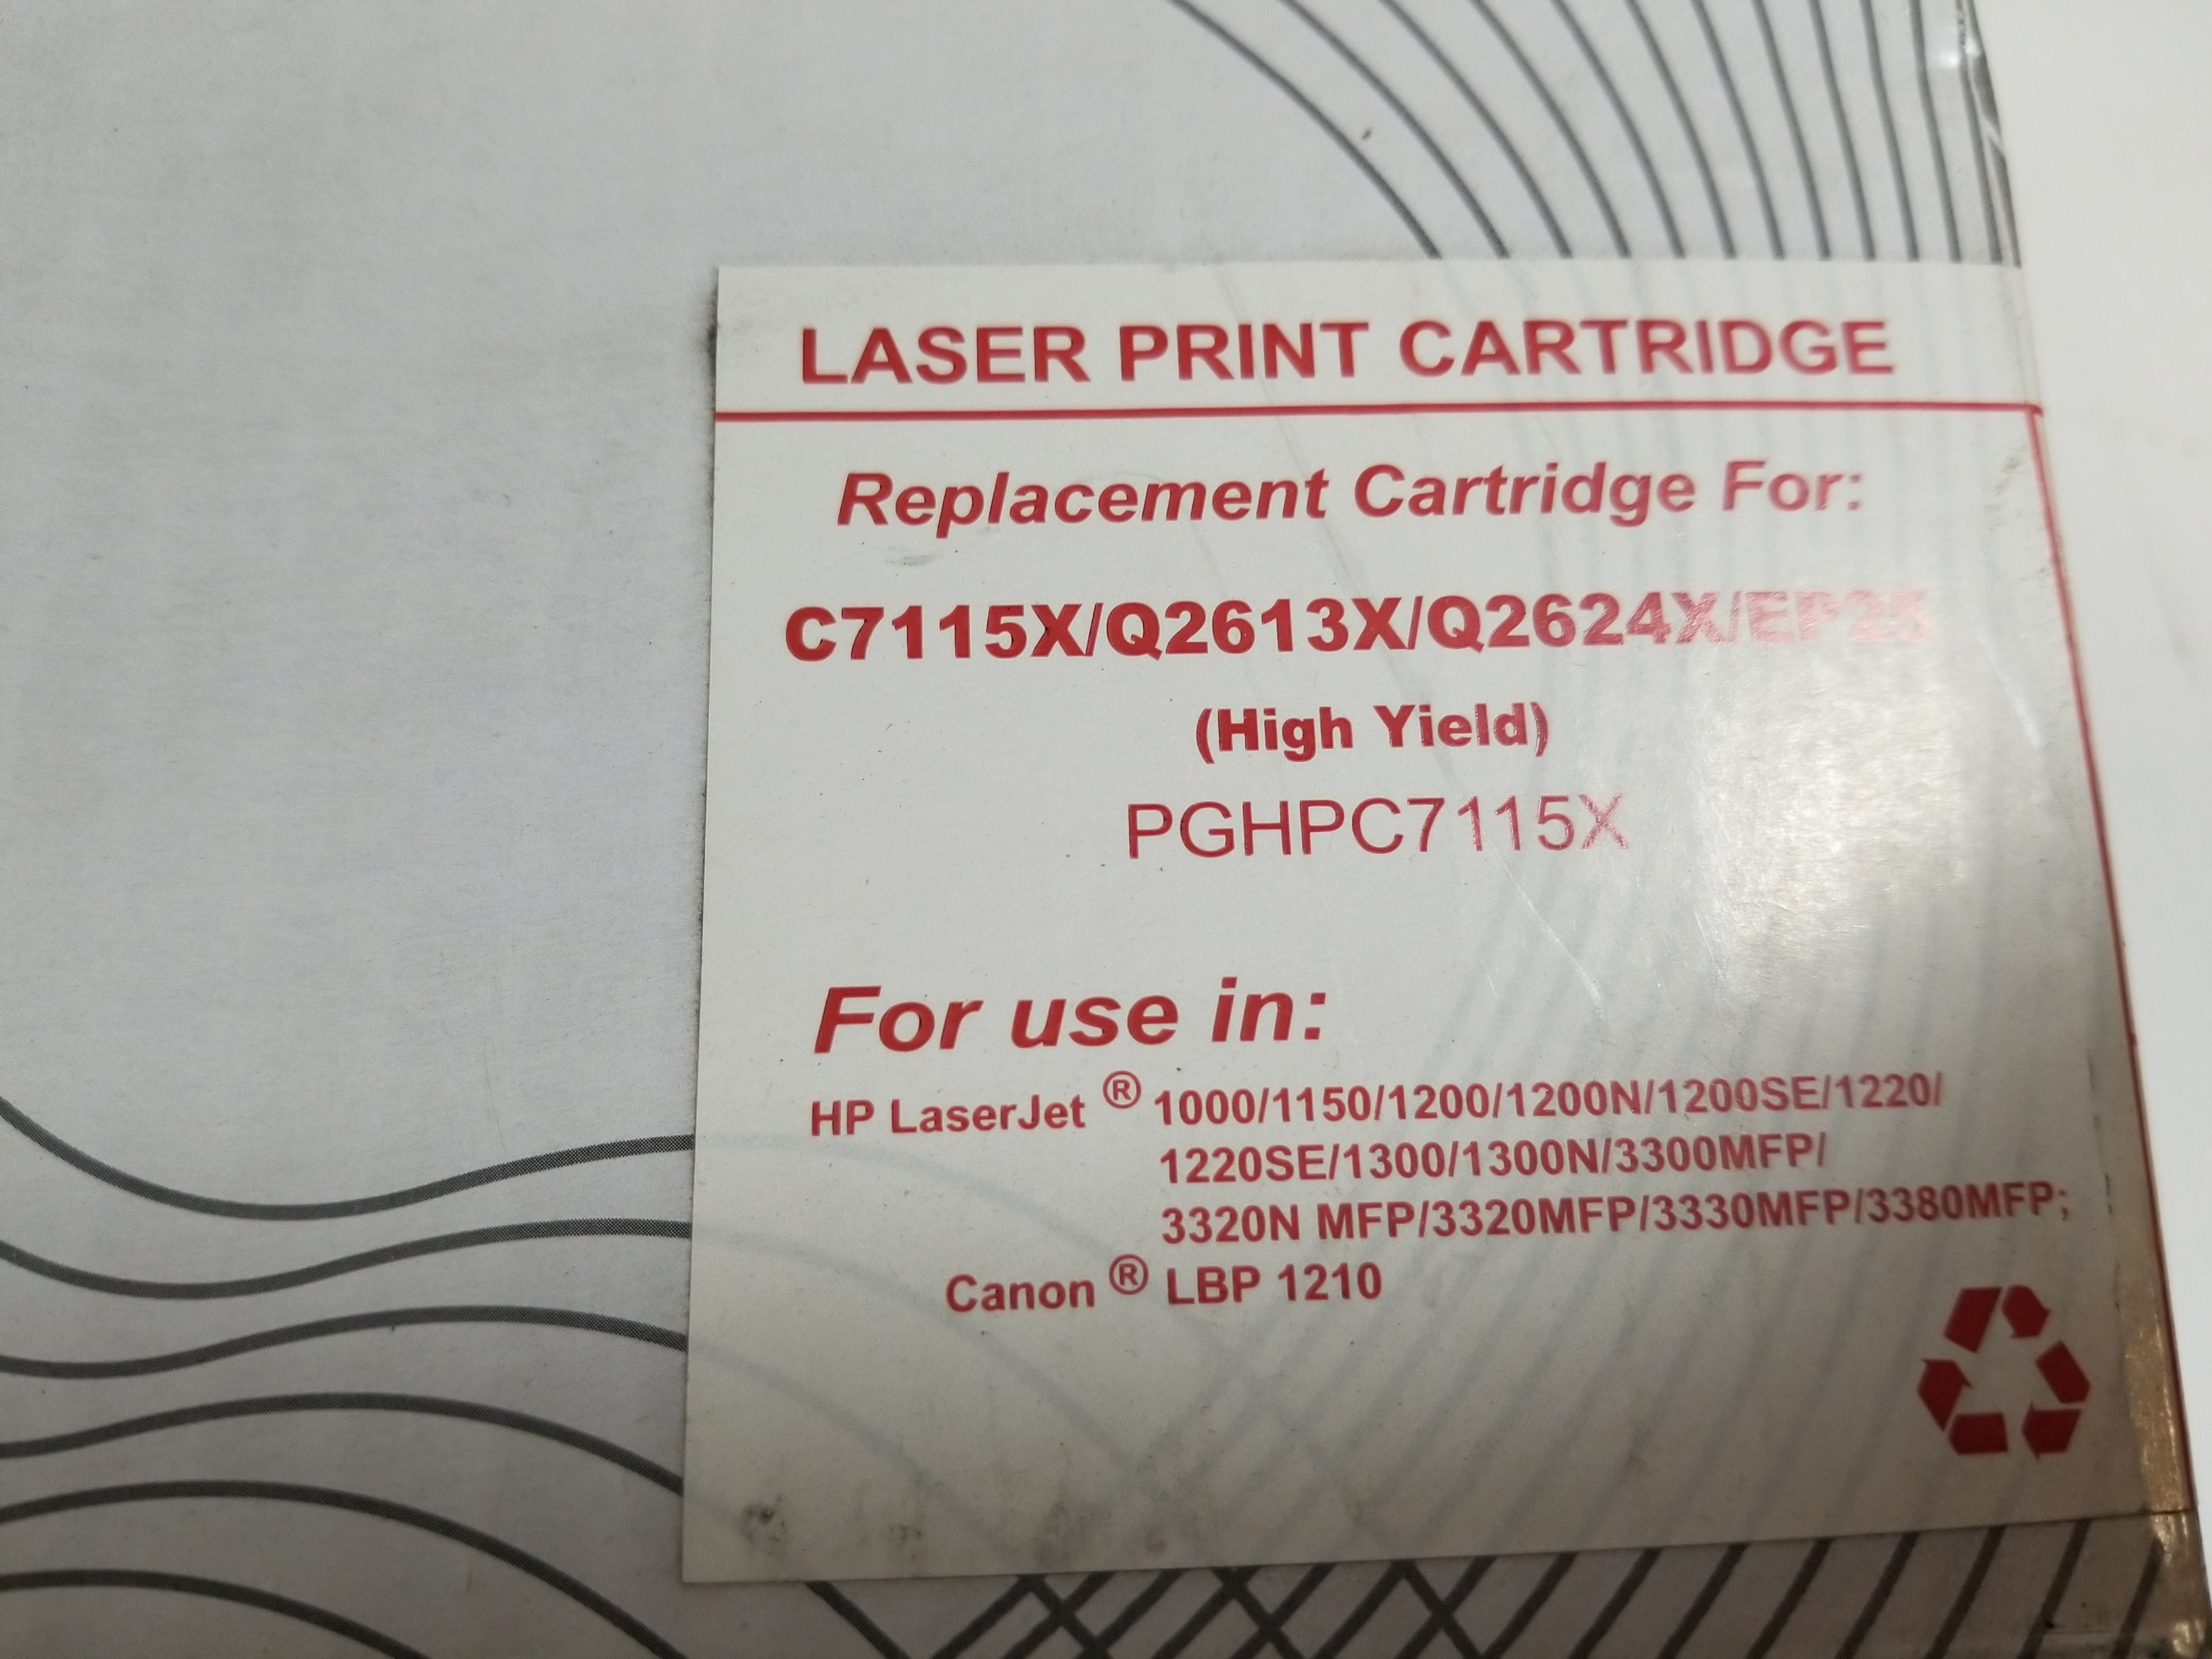 LASER PRINT CARTRIDGE
Replacement Cartridge For:
C7115X/Q2613X/Q2624X/EP25
(High Yield)
PGHPC7115X
For use in:
HP LaserJet ® 1000/1150/1200/1200N/1200SE/1220/
1220SE/1300/1300N/3300MFP/
3320N MFP/3320MFP/3330MFP/3380MFP;
Canon ® LBP 1210